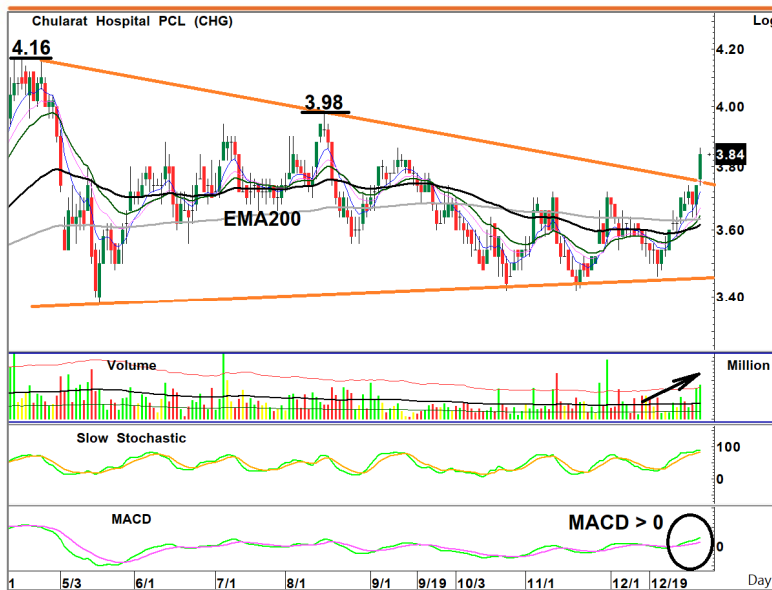 Chularat Hospital PCL (CHG)
Log
4.16
4.20
3.98
4.00
3.84
3.80
EMA200
3.60
3.40
Volume
Million
Slow Stochastic
100
0
MACD
MACD > 0
0
1 5/3 6/1 7/1 8/1 9/1 9/19 10/3 11/1 12/1 12/19 Day